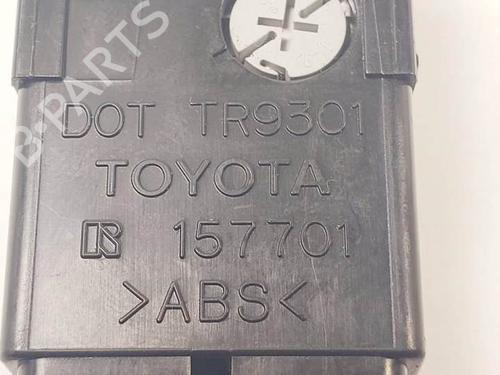 B-PARTS
DOT TR9301
TOYOTA
R 157701
>ABS<